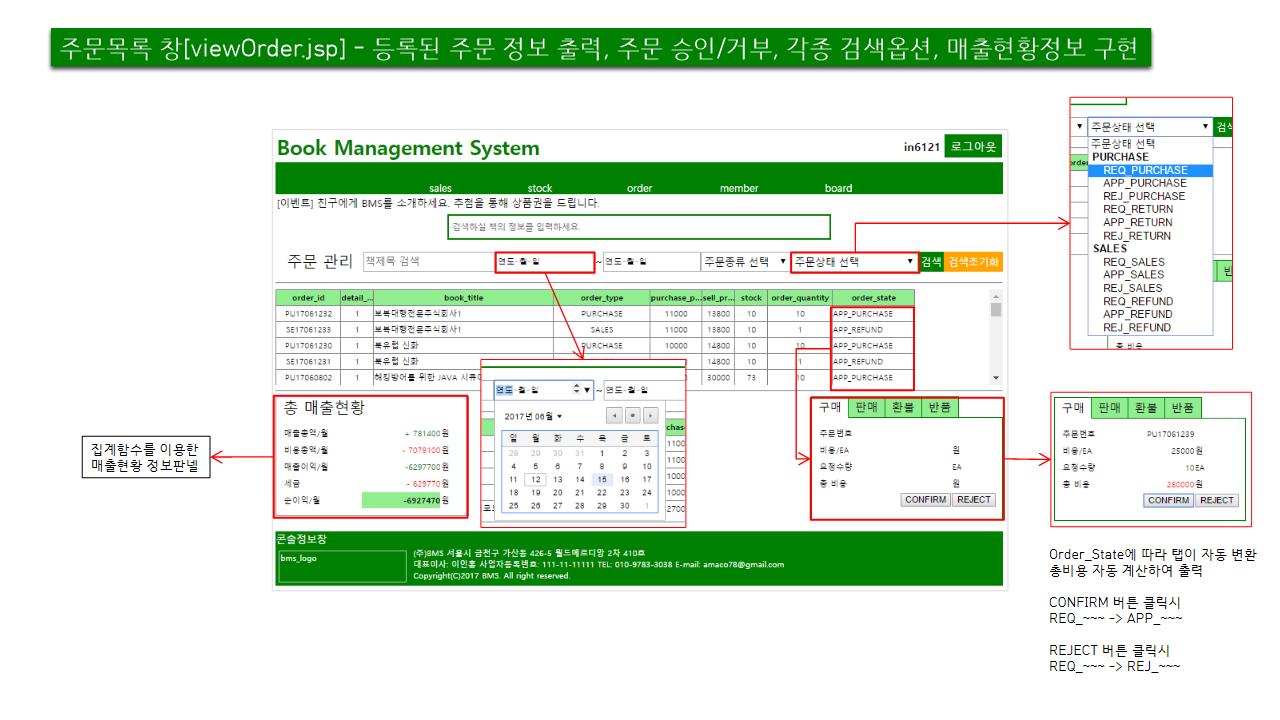 주문목록 창[viewOrder.jsp] - 등록된 주문 정보 출력, 주문 승인/거부, 각종 검색옵션, 매출현황정보 구현
Book Management System
in6121 로그아웃
sales stock order member board
[이벤트] 친구에게 BMS를 소개하세요. 추첨을 통해 상품권을 드립니다.
검색하실 책의 정보를 입력하세요.
주문 관리 책제목 검색 연도-월-일 ~ 연도-월-일 주문종류 선택 ▼ 주문상태 선택 ▼ 검색 검색초기화
order_id detail_... book_title order_type purchase_p... sell_pr... stock order_quantity order_state
PU17061232 1 보북대행전문주식회사1 PURCHASE 11000 13800 10 10 APP_PURCHASE
SE17061233 1 보북대행전문주식회사1 SALES 11000 13800 10 1 APP_REFUND
PU17061230 1 북유럽 신화 PURCHASE 10000 14800 10 10 APP_PURCHASE
SE17061231 1 북유럽 신화 14800 10 1 APP_REFUND
PU17060802 1 해킹방어를 위한 JAVA 시큐어 30000 73 10 APP_PURCHASE
▼ 주문상태 선택 ▼ 검색
주문상태 선택
PURCHASE
REQ_PURCHASE
APP_PURCHASE
REJ_PURCHASE
REQ_RETURN
APP_RETURN
REJ_RETURN
SALES
REQ_SALES
APP_SALES
REJ_SALES
REQ_REFUND
APP_REFUND
REJ_REFUND
총 비용
연도-월-일 ▼ ~ 연도-월-일
2017년 06월 ▼
일 월 화 수 목 금 토
28 29 30 31 1 2 3
4 5 6 7 8 9 10
11 12 13 14 15 16 17
18 19 20 21 22 23 24
25 26 27 28 29 30 1
chas
1100
1100
1000
1000
2700
총 매출현황
매출총액/월 + 781400원
비용총액/월 - 7079100원
매출이익/월 -6297700원
세금 - 629770원
순이익/월 -6927470원
집계함수를 이용한
매출현황 정보판넬
구매 판매 환불 반품
주문번호
비용/EA 원
요청수량 EA
총 비용 원
CONFIRM REJECT
구매 판매 환불 반품
주문번호 PU17061239
비용/EA 25000원
요청수량 10EA
총 비용 280000원
CONFIRM REJECT
콘솔정보창
bms_logo
(주)BMS 서울시 금천구 가산동 426-5 월드메르디앙 2차 410호
대표이사: 이인홍 사업자등록번호: 111-11-11111 TEL: 010-9783-3038 E-mail: amaco78@gmail.com
Copyright(C)2017 BMS. All right reserved.
Order_State에 따라 탭이 자동 변환
총비용 자동 계산하여 출력
CONFIRM 버튼 클릭시
REQ_~~~ -> APP_~~~
REJECT 버튼 클릭시
REQ_~~~ -> REJ_~~~